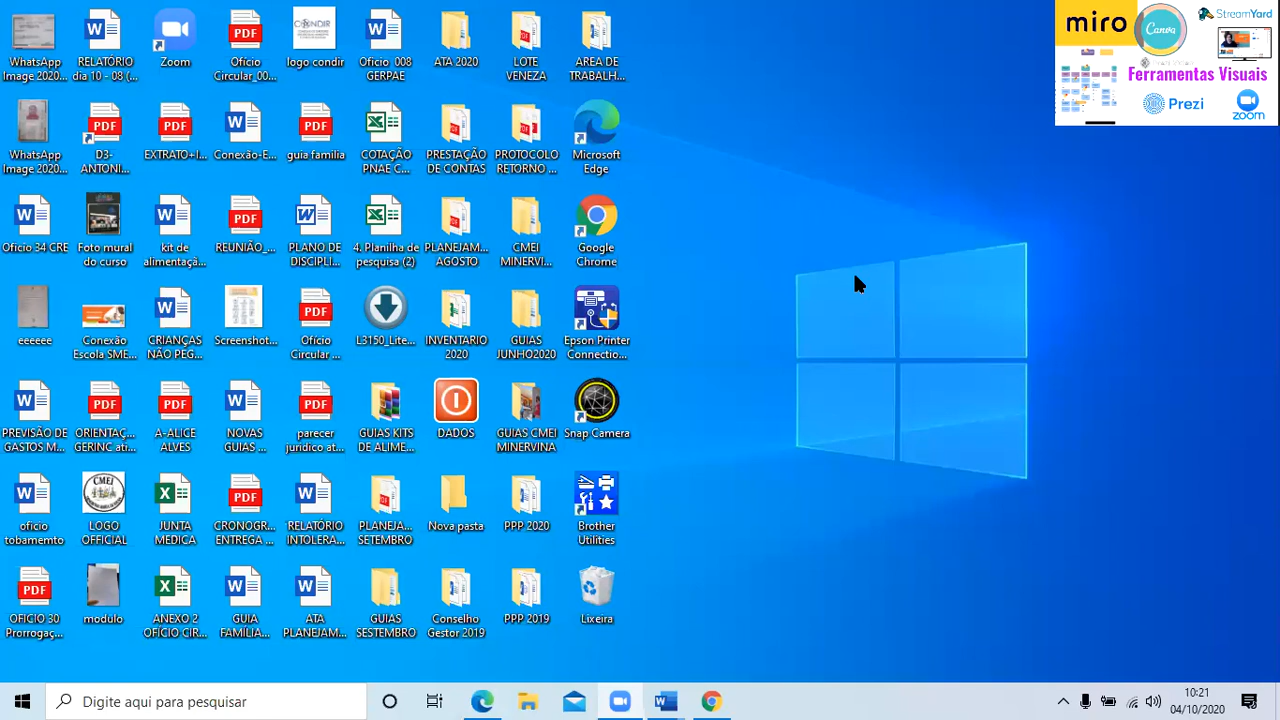 WhatsApp
Image 2020...
RELATÓRIO
dia 10 - 08 (...
Zoom
Ofício
Circular_00...
logo condir
Oficio 003
GERPAE
ATA 2020
LOTE
VENEZA
AREA DE
TRABALH...
WhatsApp
Image 2020...
D3-
ANTONI...
EXTRATO+I...
Conexão-E...
guia familia
COTAÇÃO
PNAE C...
PRESTAÇÃO
DE CONTAS
PROTOCOLO
RETORNO ...
Microsoft
Edge
Oficio 34 CRE
Foto mural
do curso
kit de
alimentaçã...
REUNIÃO_...
PLANO DE
DISCIPLI...
4. Planilha de
pesquisa (2)
PLANEJAM...
AGOSTO
CMEI
MINERVI...
Google
Chrome
eeeeee
Conexão
Escola SME...
CRIANÇAS
NÃO PEG...
Screenshot...
Ofício
Circular ...
L3150_Lite...
INVENTARIO
2020
GUIAS
JUNHO2020
Epson Printer
Connectio...
PREVISÃO DE
GASTOS M...
ORIENTAÇ...
GERINC ati...
A-ALICE
ALVES
NOVAS
GUIAS ...
parecer
juridico at...
GUIAS KITS
DE ALIME...
DADOS
GUIAS CMEI
MINERVINA
Snap Camera
oficio
tobamemto
LOGO
OFFICIAL
JUNTA
MEDICA
CRONOGR...
ENTREGA ...
'RELATÓRIO
INTOLERA...
PLANEJA...
SETEMBRO
Nova pasta
PPP 2020
Brother
Utilities
OFICIO 30
Prorrogaç...
modulo
ANEXO 2
OFÍCIO CIR...
GUIA
FAMILIA...
ATA
PLANEJAM...
GUIAS
SESTEMBRO
Conselho
Gestor 2019
PPP 2019
Lixeira
miro
Canva
StreamYard
Ferramentas Visuais
Prezi
zoom
Digite aqui para pesquisar
10:21
04/10/2020